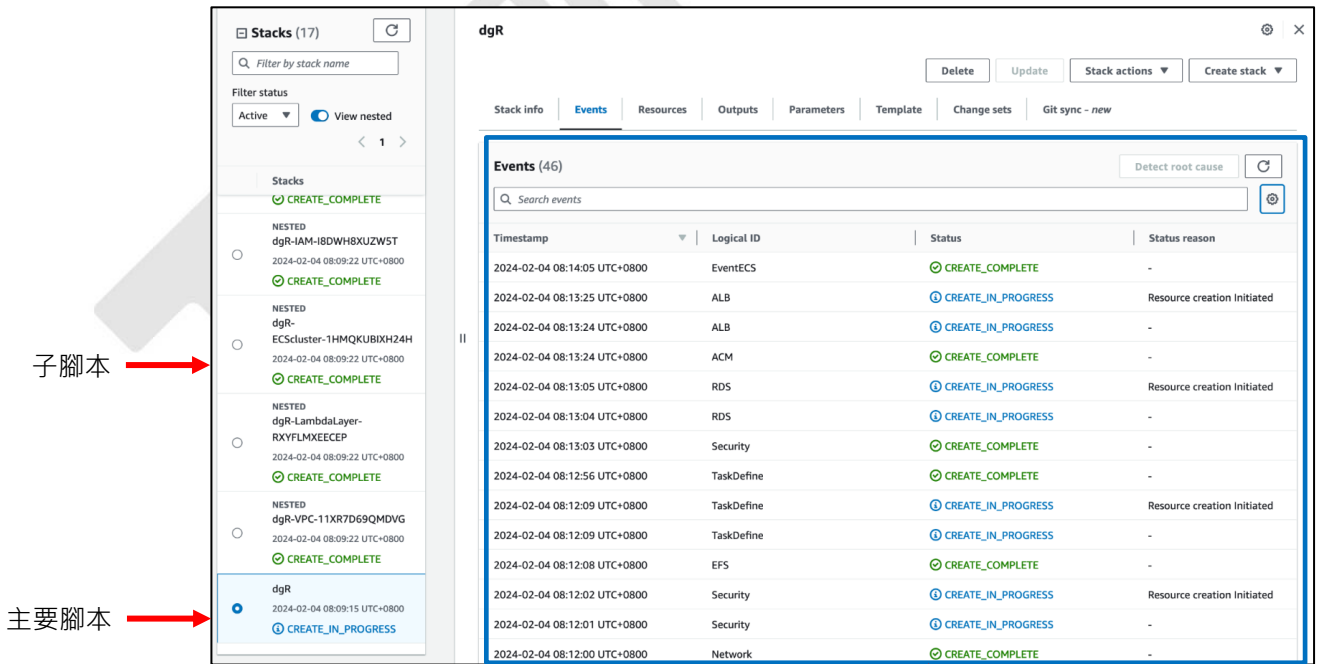 子腳本
主要腳本
Stacks (17)
Filter by stack name
Filter status
Active
View nested
1
Stacks
CREATE_COMPLETE
NESTED
dgR-IAM-I8DWH8XUZW5T
2024-02-04 08:09:22 UTC+0800
CREATE_COMPLETE
NESTED
dgR-
ECScluster-1HMQKUBIXH24H
2024-02-04 08:09:22 UTC+0800
CREATE_COMPLETE
NESTED
dgR-LambdaLayer-
RXYFLMXEECEP
2024-02-04 08:09:22 UTC+0800
CREATE_COMPLETE
NESTED
dgR-VPC-11XR7D69QMDVG
2024-02-04 08:09:22 UTC+0800
CREATE_COMPLETE
dgR
2024-02-04 08:09:15 UTC+0800
CREATE_IN_PROGRESS
dgR
Delete Update Stack actions Create stack
Stack info Events Resources Outputs Parameters Template Change sets Git sync - new
Events (46) Detect root cause
Search events
Timestamp Logical ID Status Status reason
2024-02-04 08:14:05 UTC+0800 EventECS CREATE_COMPLETE -
2024-02-04 08:13:25 UTC+0800 ALB CREATE_IN_PROGRESS Resource creation Initiated
2024-02-04 08:13:24 UTC+0800 ALB CREATE_IN_PROGRESS -
2024-02-04 08:13:24 UTC+0800 ACM CREATE_COMPLETE -
2024-02-04 08:13:05 UTC+0800 RDS CREATE_IN_PROGRESS Resource creation Initiated
2024-02-04 08:13:04 UTC+0800 RDS CREATE_IN_PROGRESS -
2024-02-04 08:13:03 UTC+0800 Security CREATE_COMPLETE -
2024-02-04 08:12:56 UTC+0800 TaskDefine CREATE_COMPLETE -
2024-02-04 08:12:09 UTC+0800 TaskDefine CREATE_IN_PROGRESS Resource creation Initiated
2024-02-04 08:12:09 UTC+0800 TaskDefine CREATE_IN_PROGRESS -
2024-02-04 08:12:08 UTC+0800 EFS CREATE_COMPLETE -
2024-02-04 08:12:02 UTC+0800 Security CREATE_IN_PROGRESS Resource creation Initiated
2024-02-04 08:12:01 UTC+0800 Security CREATE_IN_PROGRESS -
2024-02-04 08:12:00 UTC+0800 Network CREATE_COMPLETE -